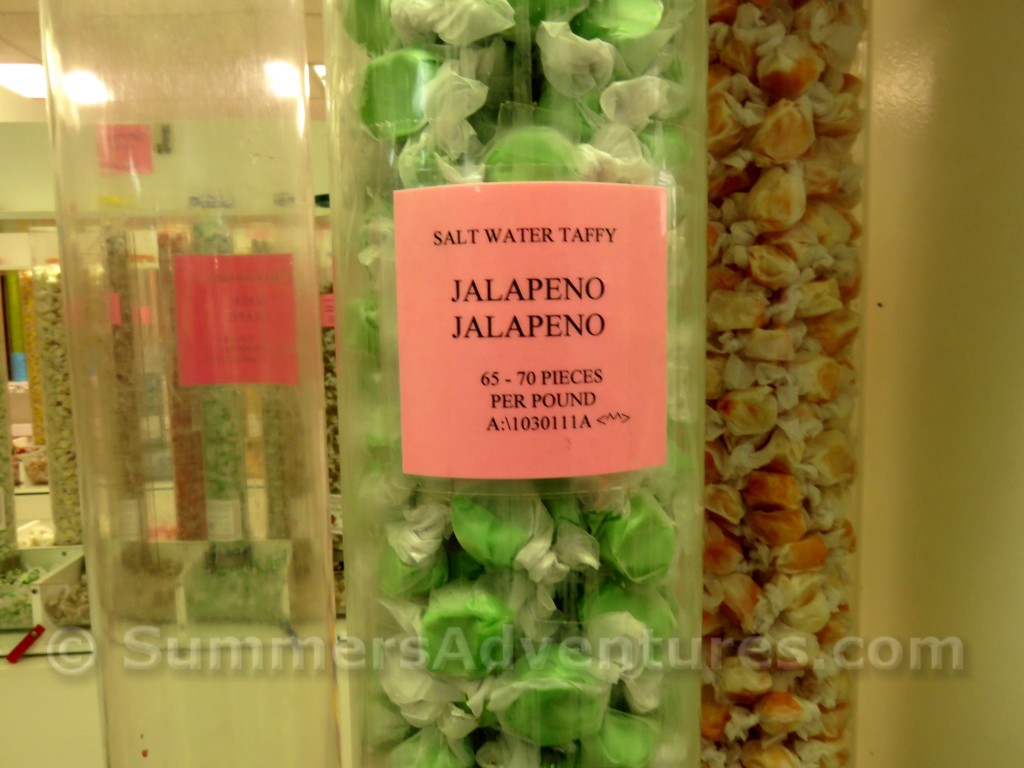 SALT WATER TAFFY
JALAPENO
JALAPENO
65 - 70 PIECES
PER POUND
A:\1030111A <^^>
© SummersAdventures.com